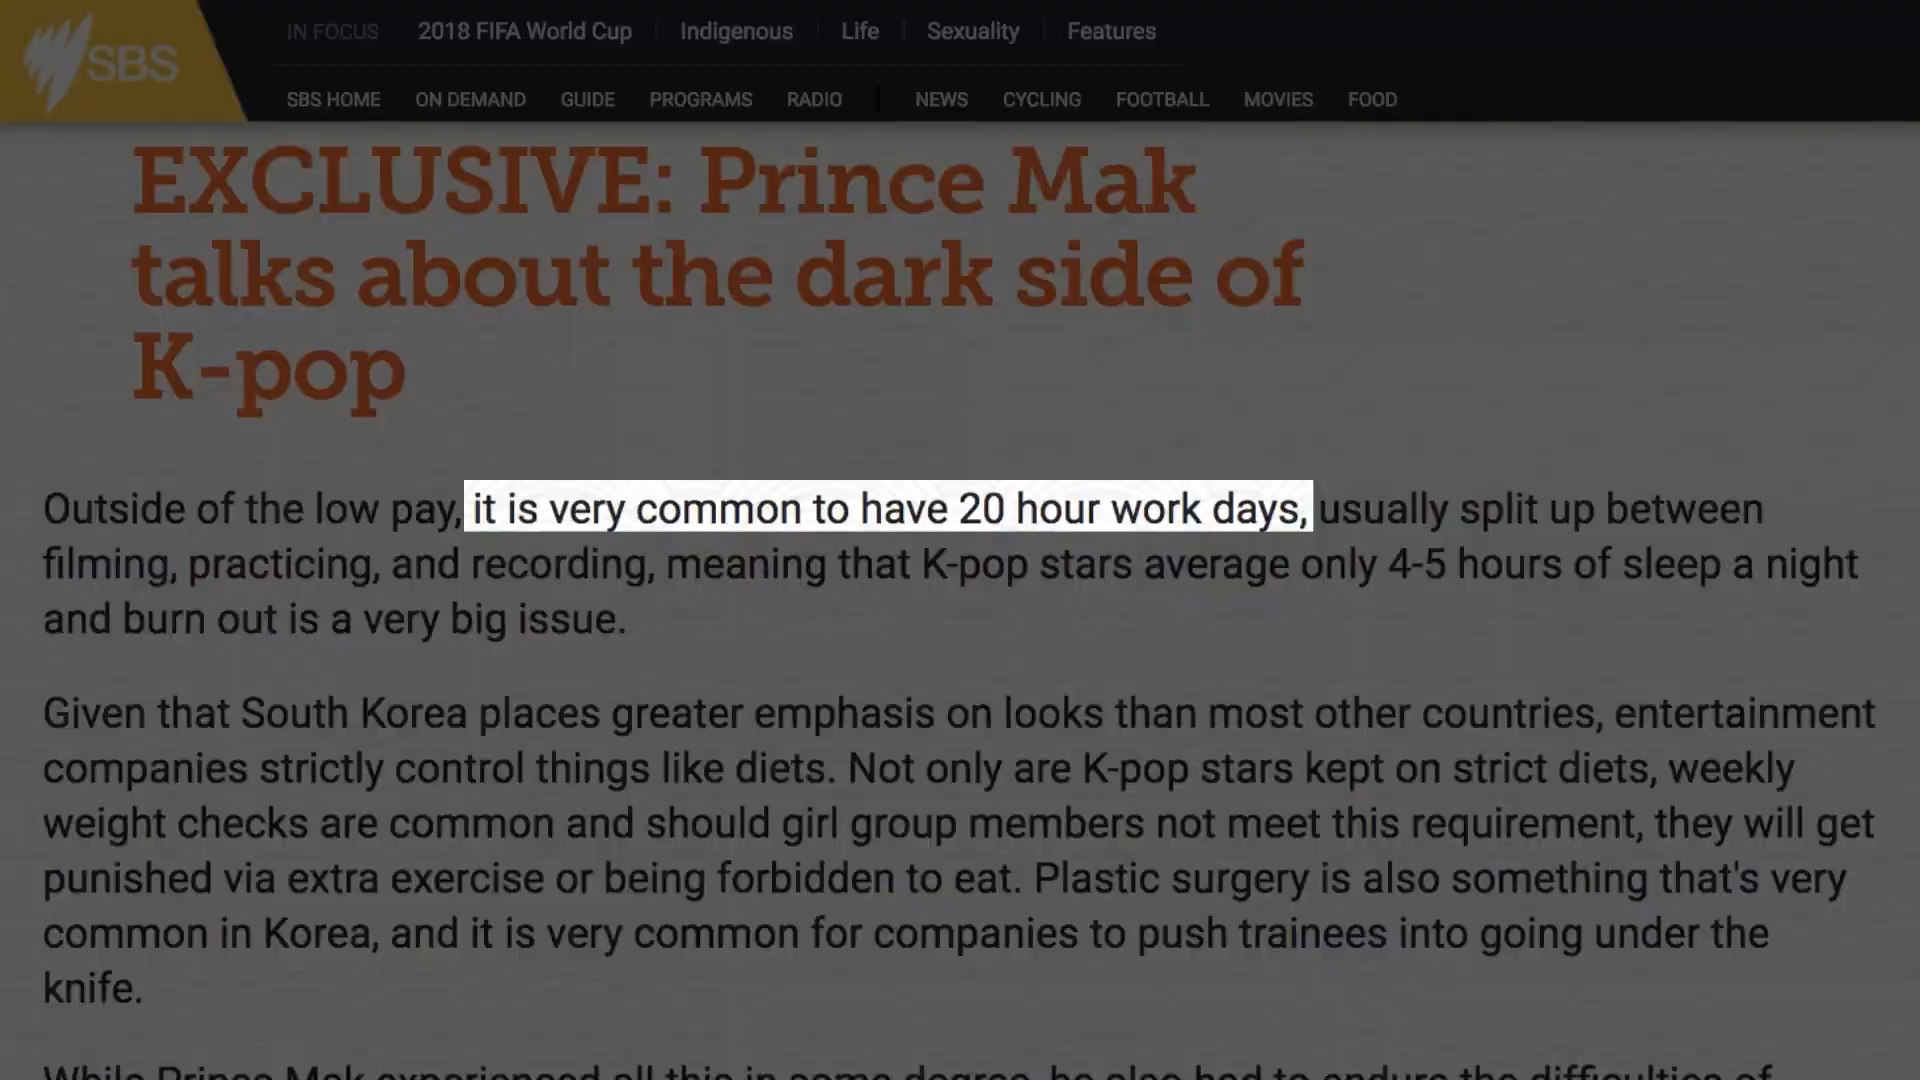 SBS
IN FOCUS 2018 FIFA World Cup Indigenous Life Sexuality Features
SBS HOME ON DEMAND GUIDE PROGRAMS RADIO NEWS CYCLING FOOTBALL MOVIES FOOD
EXCLUSIVE: Prince Mak
talks about the dark side of
K-pop
Outside of the low pay, it is very common to have 20 hour work days, usually split up between
filming, practicing, and recording, meaning that K-pop stars average only 4-5 hours of sleep a night
and burn out is a very big issue.
Given that South Korea places greater emphasis on looks than most other countries, entertainment
companies strictly control things like diets. Not only are K-pop stars kept on strict diets, weekly
weight checks are common and should girl group members not meet this requirement, they will get
punished via extra exercise or being forbidden to eat. Plastic surgery is also something that's very
common in Korea, and it is very common for companies to push trainees into going under the
knife.
While Prince Mak experienced all this in some degree, he also had to endure the difficulties of